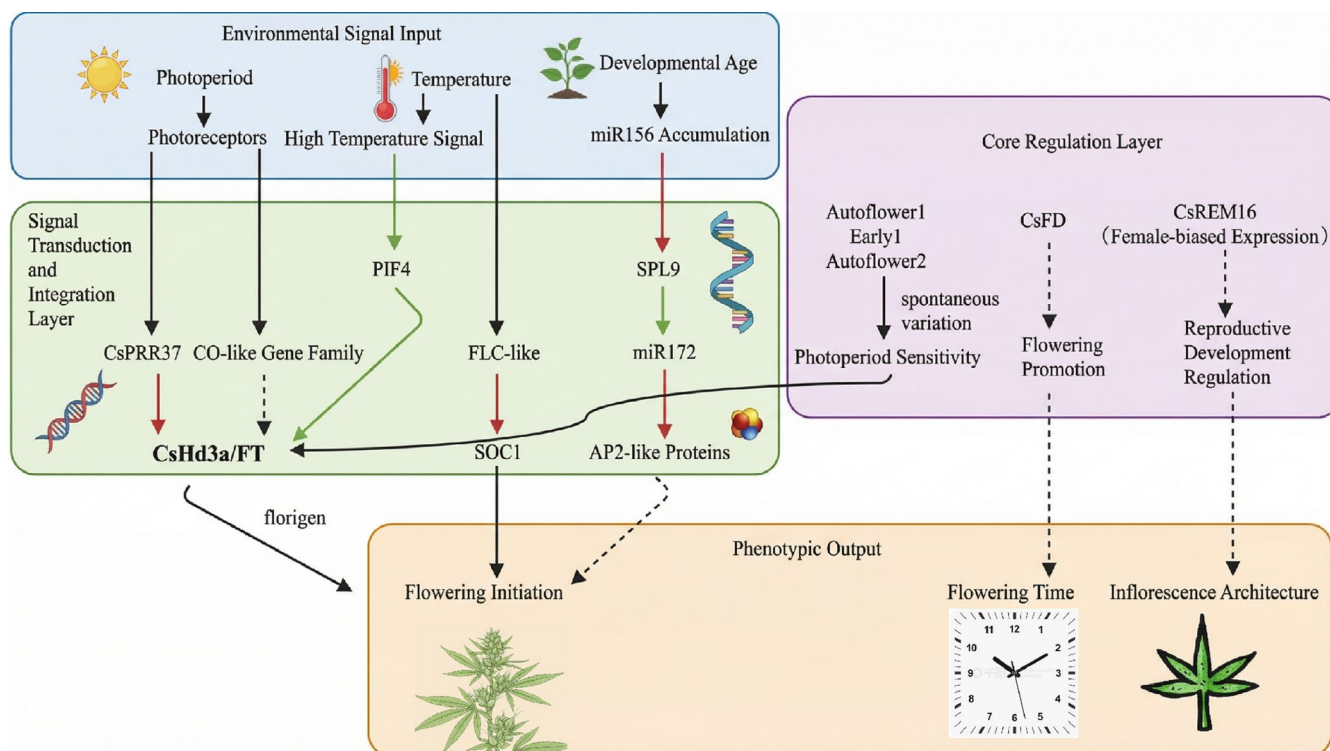 Environmental Signal Input
Photoperiod
Temperature
Developmental Age
Photoreceptors
High Temperature Signal
miR156 Accumulation
Signal
Transduction
and
Integration
Layer
PIF4
SPL9
CsPRR37
CO-like Gene Family
FLC-like
miR172
CsHd3a/FT
SOC1
AP2-like Proteins
Core Regulation Layer
Autoflower1
Early1
Autoflower2
spontaneous
variation
Photoperiod Sensitivity
CsFD
Flowering
Promotion
CsREM16
(Female-biased Expression)
Reproductive
Development
Regulation
florigen
Phenotypic Output
Flowering Initiation
Flowering Time
Inflorescence Architecture
12
1
2
3
4
5
6
7
8
9
10
11